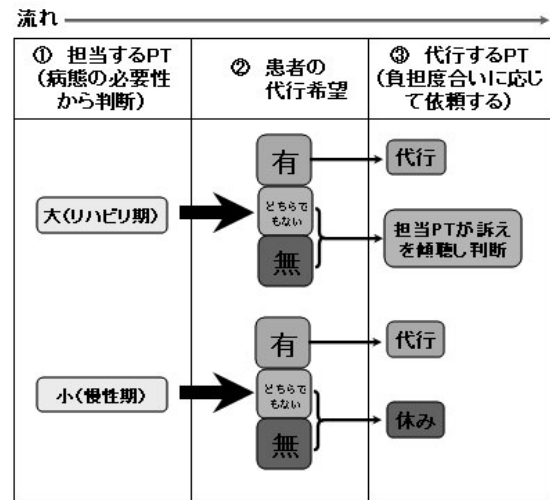 流れ
① 担当するPT
(病態の必要性
から判断)
② 患者の
代行希望
③ 代行するPT
(負担度合いに応じ
て依頼する)
大(リハビリ期)
有
どちらで
もない
無
代行
担当PTが訴え
を傾聴し判断
小(慢性期)
有
どちらで
もない
無
代行
休み